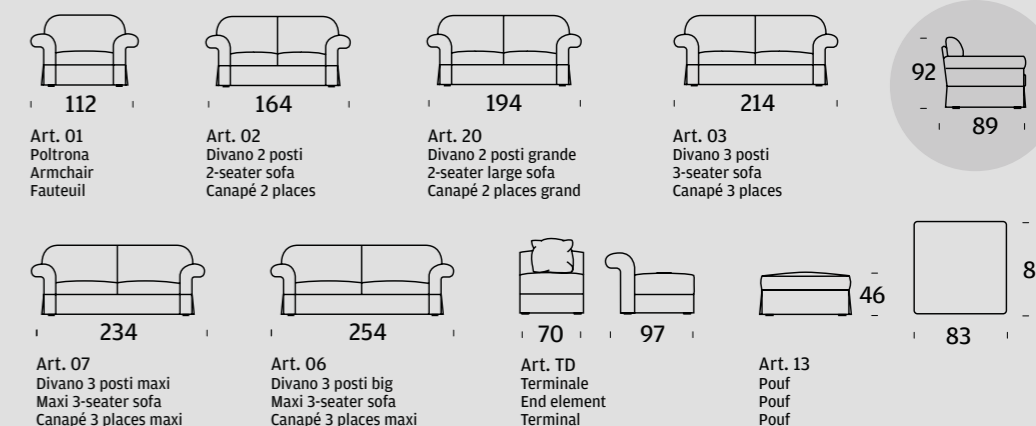 112
Art. 01
Poltrona
Armchair
Fauteuil
164
Art. 02
Divano 2 posti
2-seater sofa
Canapé 2 places
194
Art. 20
Divano 2 posti grande
2-seater large sofa
Canapé 2 places grand
214
Art. 03
Divano 3 posti
3-seater sofa
Canapé 3 places
92
89
234
Art. 07
Divano 3 posti maxi
Maxi 3-seater sofa
Canapé 3 places maxi
254
Art. 06
Divano 3 posti big
Maxi 3-seater sofa
Canapé 3 places maxi
70
97
Art. TD
Terminale
End element
Terminal
46
Art. 13
Pouf
Pouf
Pouf
83
8